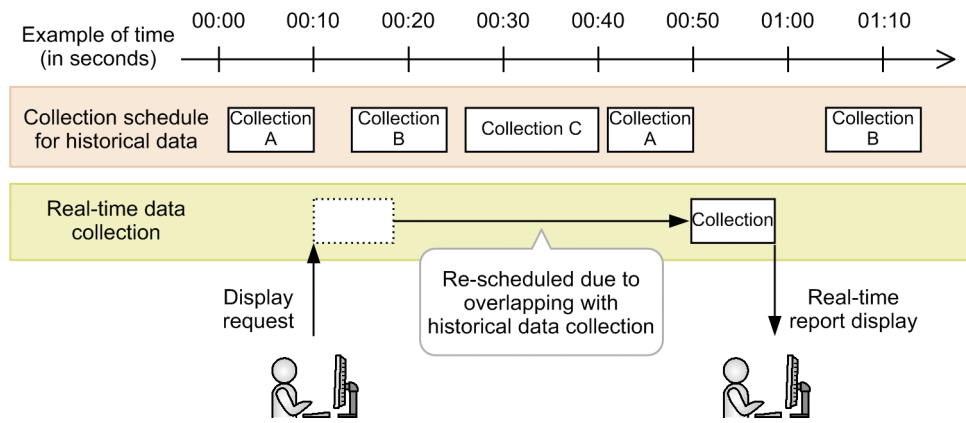 Example of time
(in seconds)
00:00 00:10 00:20 00:30 00:40 00:50 01:00 01:10
Collection schedule
for historical data
Collection
A
Collection
B
Collection C
Collection
A
Collection
B
Real-time data
collection
Collection
Re-scheduled due to
overlapping with
historical data collection
Display
request
Real-time
report display